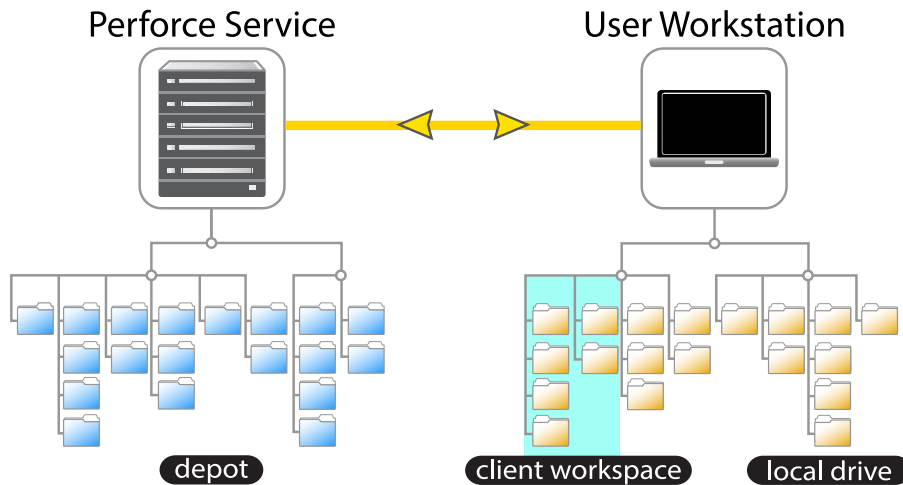 Perforce Service
User Workstation
depot
client workspace
local drive